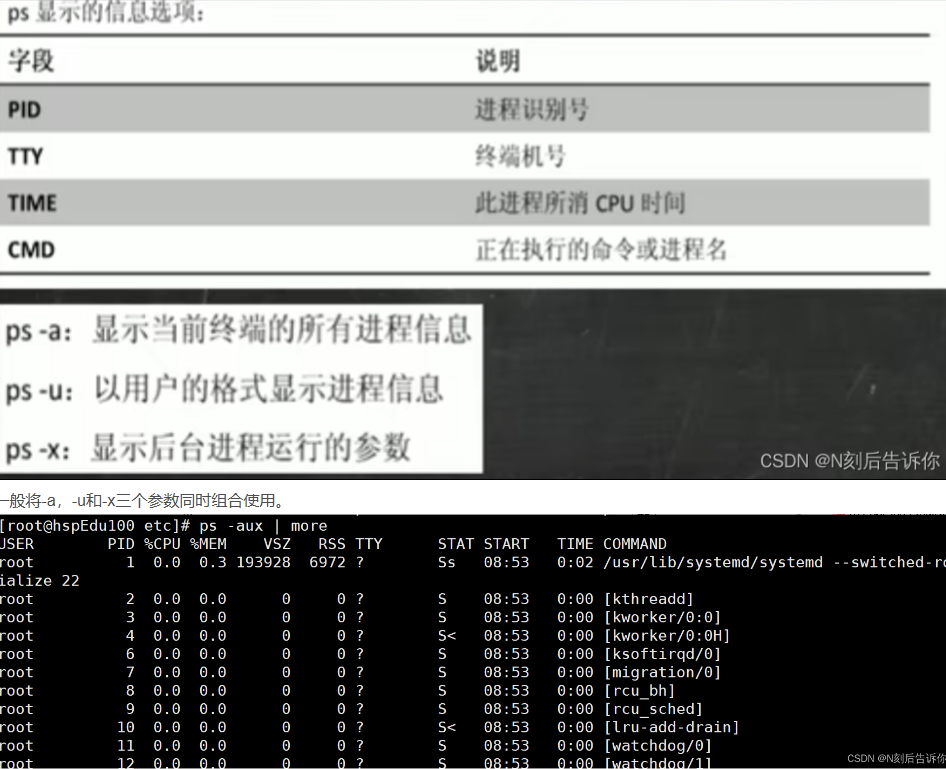 ps 显示的信息选项：
字段 说明
PID 进程识别号
TTY 终端机号
TIME 此进程所消 CPU 时间
CMD 正在执行的命令或进程名
ps -a：显示当前终端的所有进程信息
ps -u：以用户的格式显示进程信息
ps -x：显示后台进程运行的参数
CSDN @N刻后告诉你
一般将-a，-u和-x三个参数同时组合使用。
[root@hspEdu100 etc]# ps -aux | more
USER PID %CPU %MEM VSZ RSS TTY STAT START TIME COMMAND
root 1 0.0 0.3 193928 6972 ? Ss 08:53 0:02 /usr/lib/systemd/systemd --switched-ro
ialize 22
root 2 0.0 0.0 0 0 ? S 08:53 0:00 [kthreadd]
root 3 0.0 0.0 0 0 ? S 08:53 0:00 [kworker/0:0]
root 4 0.0 0.0 0 0 ? S< 08:53 0:00 [kworker/0:0H]
root 6 0.0 0.0 0 0 ? S 08:53 0:00 [ksoftirqd/0]
root 7 0.0 0.0 0 0 ? S 08:53 0:00 [migration/0]
root 8 0.0 0.0 0 0 ? S 08:53 0:00 [rcu_bh]
root 9 0.0 0.0 0 0 ? S 08:53 0:00 [rcu_sched]
root 10 0.0 0.0 0 0 ? S< 08:53 0:00 [lru-add-drain]
root 11 0.0 0.0 0 0 ? S 08:53 0:00 [watchdog/0]
root 12 0.0 0.0 0 0 ? S 08:53 0:00 [watchdog/1]
CSDN @N刻后告诉你